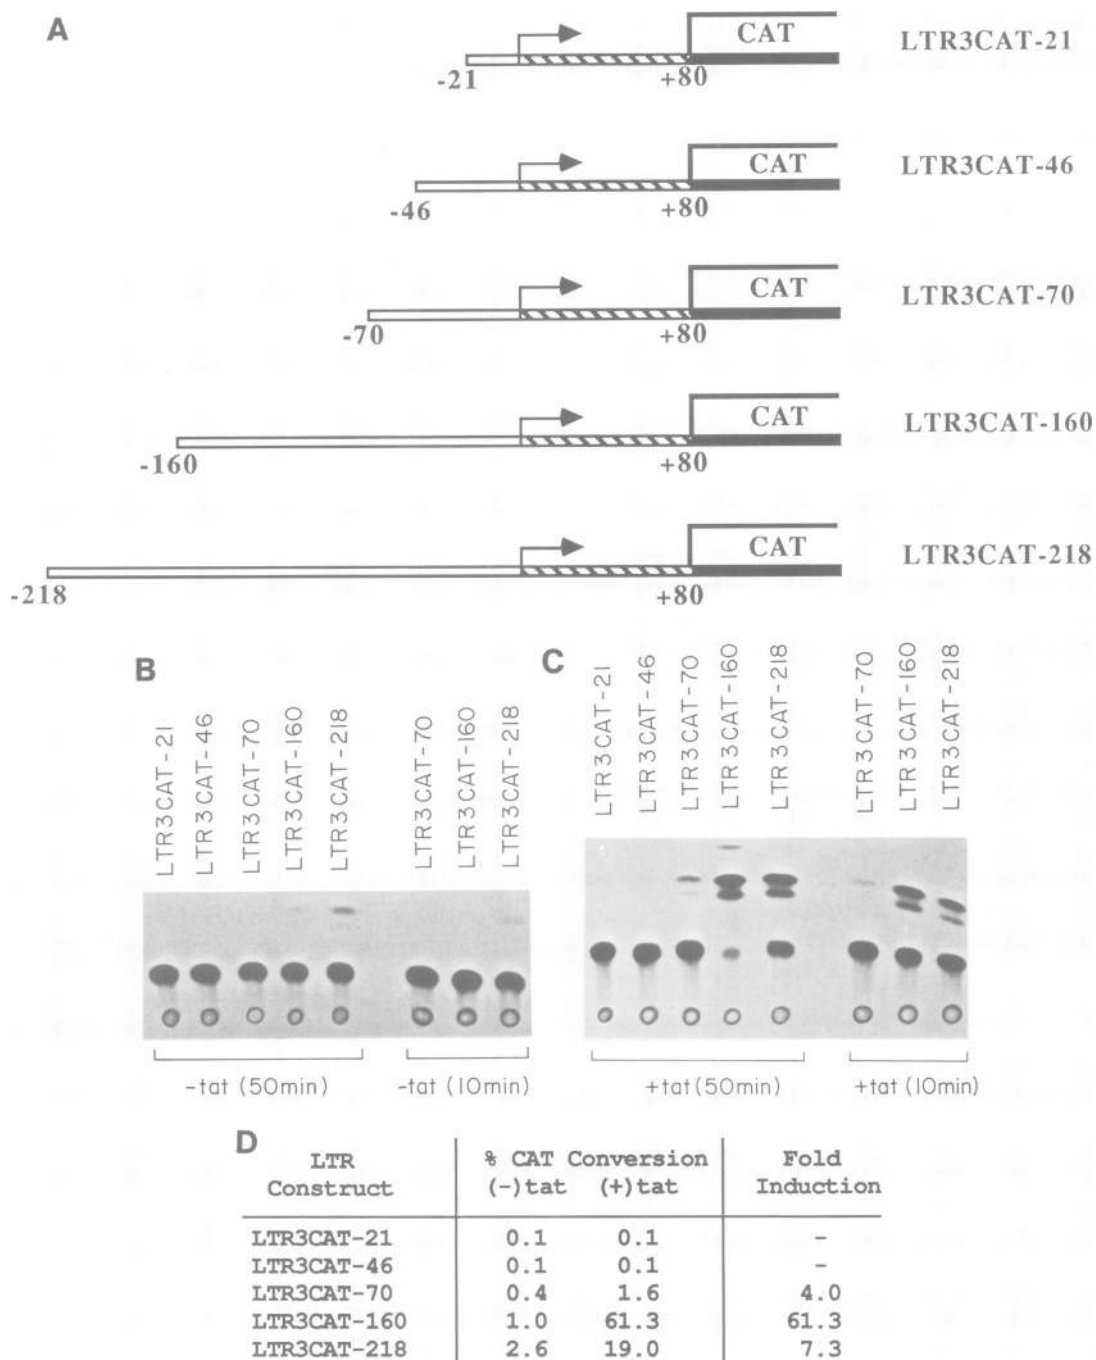 A
CAT
LTR3CAT-21
-21
+80
CAT
LTR3CAT-46
-46
+80
CAT
LTR3CAT-70
-70
+80
CAT
LTR3CAT-160
-160
+80
CAT
LTR3CAT-218
-218
+80
B
LTR3CAT-21
LTR3CAT-46
LTR3CAT-70
LTR3CAT-160
LTR3CAT-218
LTR3CAT-70
LTR3CAT-160
LTR3CAT-218
-tat (50min)
-tat (10min)
C
LTR3CAT-21
LTR3CAT-46
LTR3CAT-70
LTR3CAT-160
LTR3CAT-218
LTR3CAT-70
LTR3CAT-160
LTR3CAT-218
+tat (50min)
+tat (10min)
D
LTR Construct
% CAT Conversion
(-)tat (+)tat
Fold Induction
LTR3CAT-21 0.1 0.1 -
LTR3CAT-46 0.1 0.1 -
LTR3CAT-70 0.4 1.6 4.0
LTR3CAT-160 1.0 61.3 61.3
LTR3CAT-218 2.6 19.0 7.3